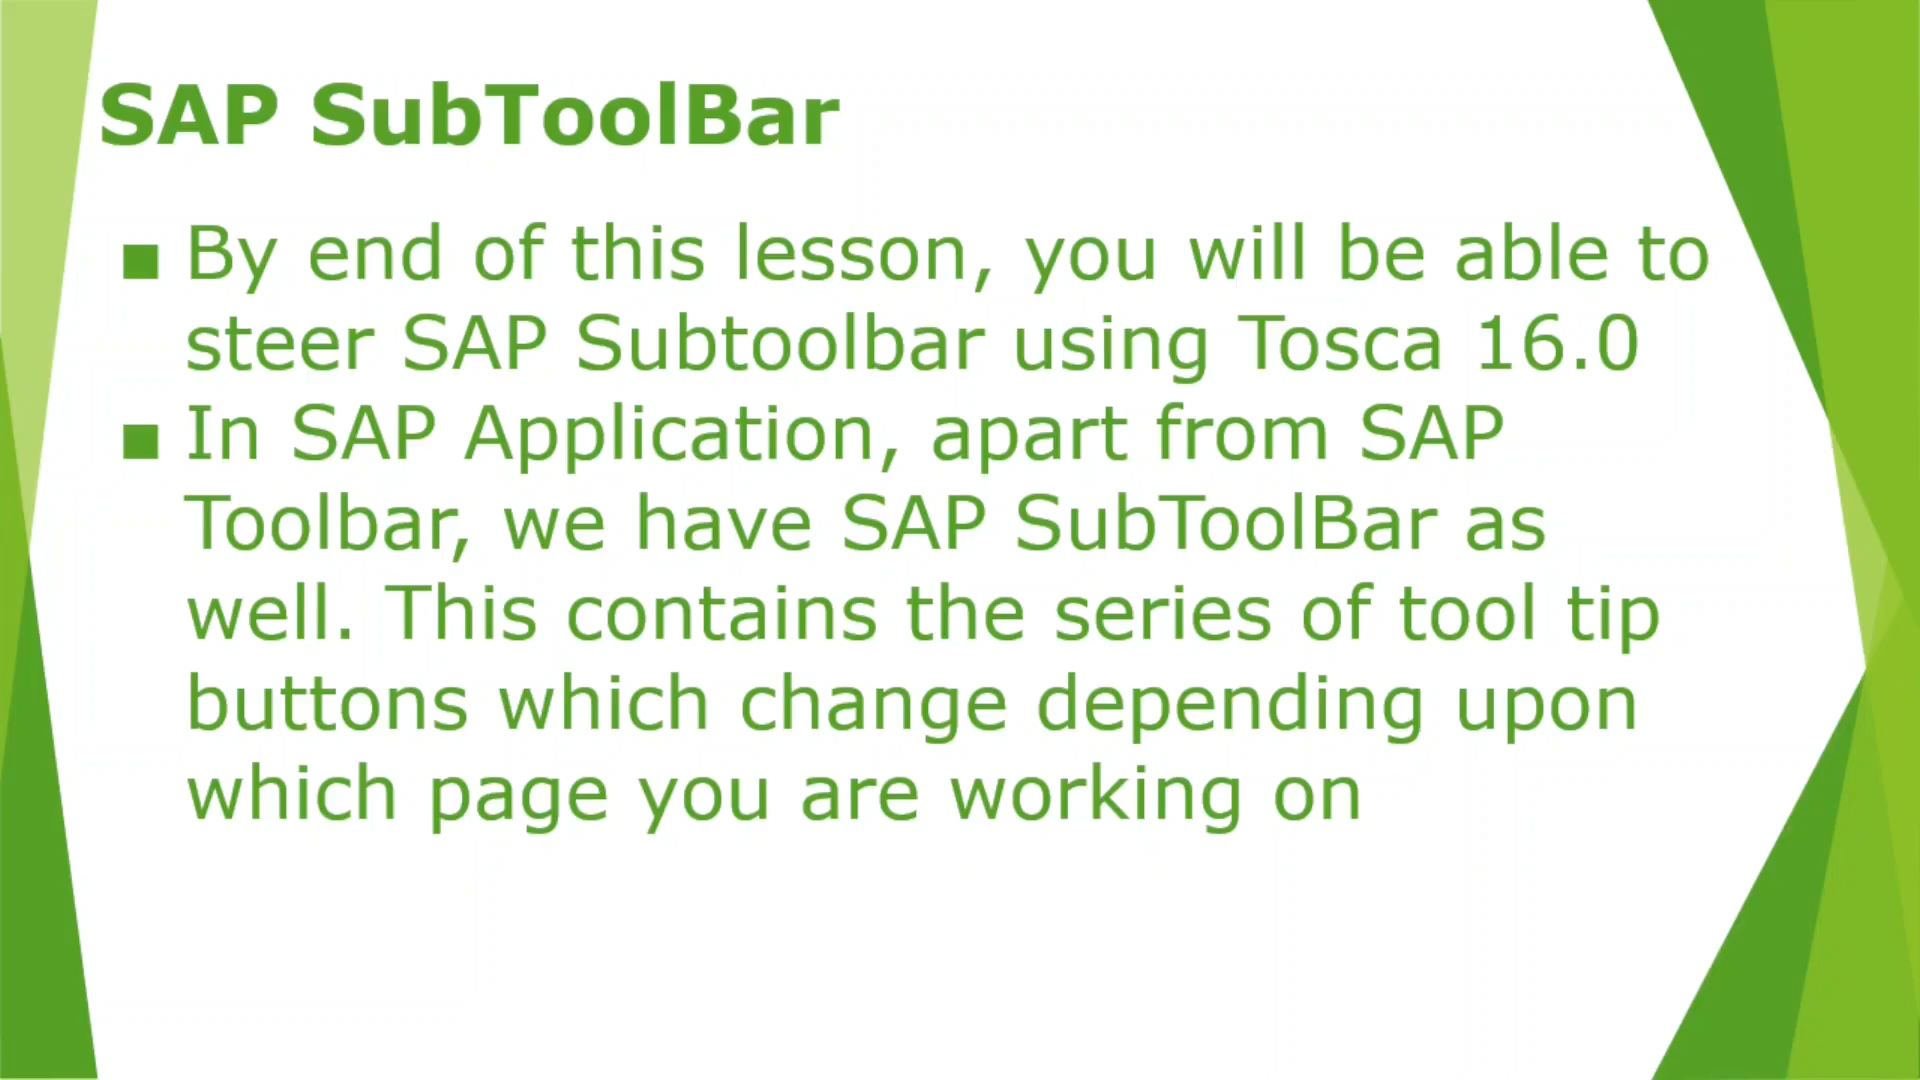 SAP SubToolBar
■ By end of this lesson, you will be able to
steer SAP Subtoolbar using Tosca 16.0
■ In SAP Application, apart from SAP
Toolbar, we have SAP SubToolBar as
well. This contains the series of tool tip
buttons which change depending upon
which page you are working on